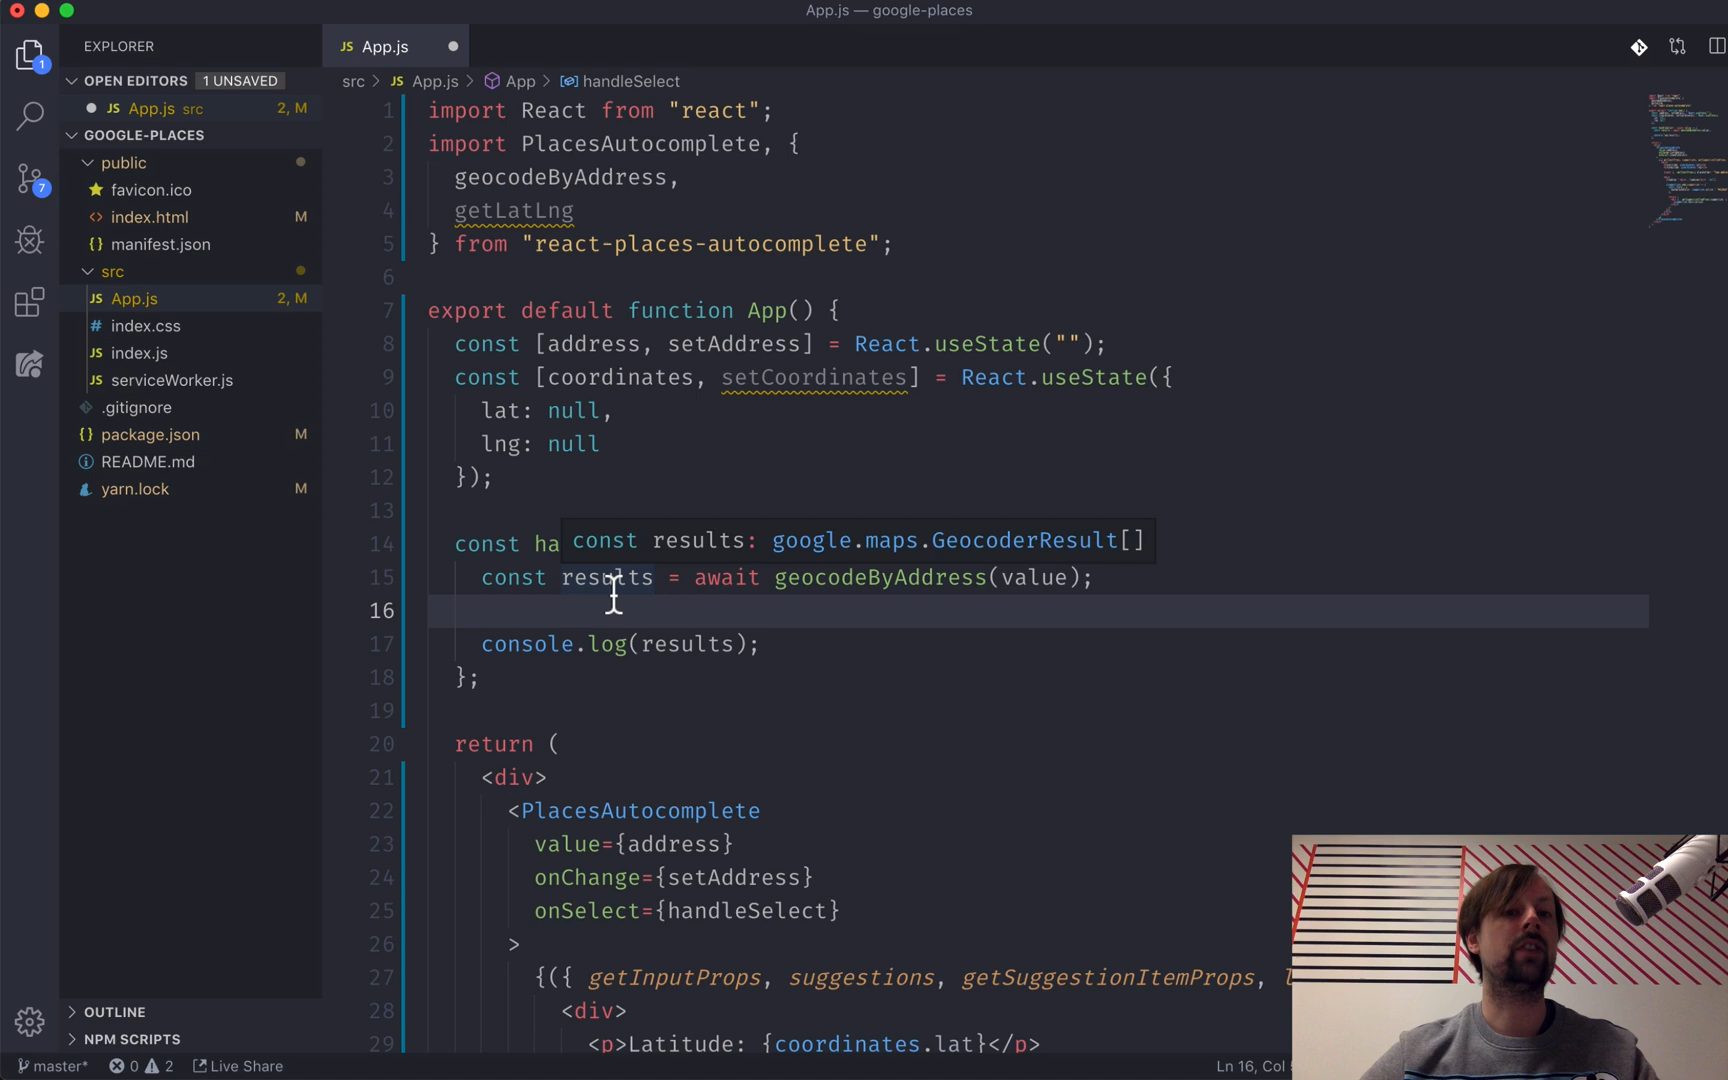 App.js — google-places
EXPLORER
JS App.js
OPEN EDITORS 1 UNSAVED
JS App.js src 2, M
GOOGLE-PLACES
public
favicon.ico
<> index.html M
{} manifest.json
src
JS App.js 2, M
# index.css
JS index.js
JS serviceWorker.js
.gitignore
{} package.json M
README.md
yarn.lock M
OUTLINE
NPM SCRIPTS
1
7
src > JS App.js > App > handleSelect
1 import React from "react";
2 import PlacesAutocomplete, {
3 geocodeByAddress,
4 getLatLng
5 } from "react-places-autocomplete";
6
7 export default function App() {
8 const [address, setAddress] = React.useState("");
9 const [coordinates, setCoordinates] = React.useState({
10 lat: null,
11 lng: null
12 });
13
const results: google.maps.GeocoderResult[]
14 const ha
15 const results = await geocodeByAddress(value);
16
17 console.log(results);
18 };
19
20 return (
21 <div>
22 <PlacesAutocomplete
23 value={address}
24 onChange={setAddress}
25 onSelect={handleSelect}
26 >
27 {({ getInputProps, suggestions, getSuggestionItemProps,
28 <div>
29 <p>Latitude: {coordinates.lat}</p>
master* 0 2 Live Share
Ln 16, Col